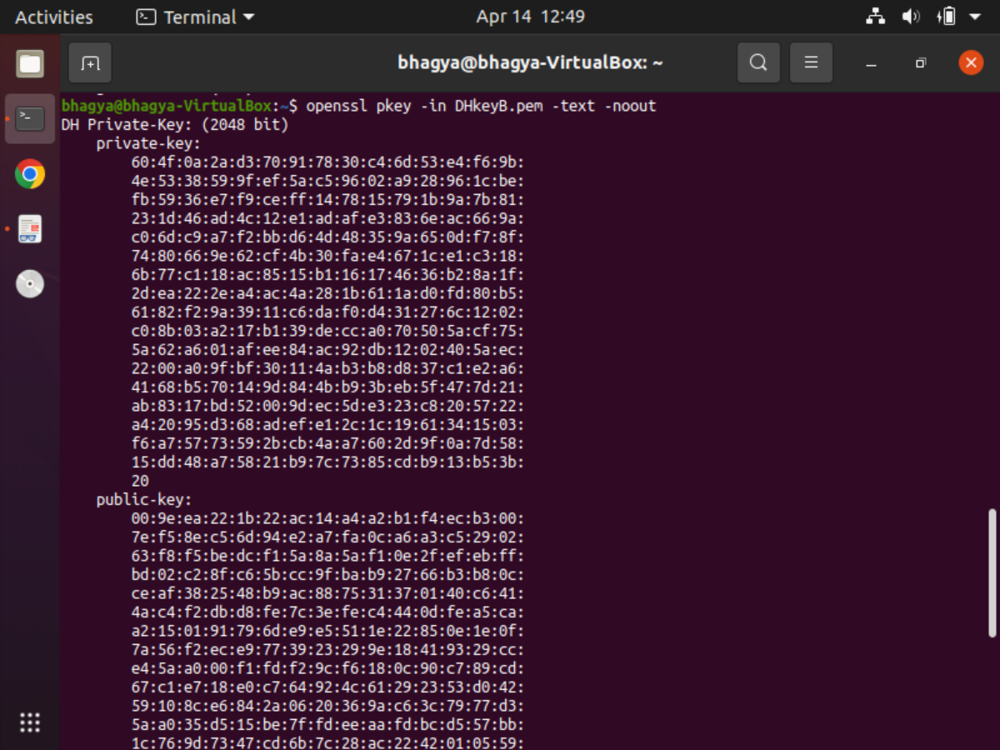 Activities
Terminal
Apr 14 12:49
bhagya@bhagya-VirtualBox: ~
bhagya@bhagya-VirtualBox:~$ openssl pkey -in DHkeyB.pem -text -noout
DH Private-Key: (2048 bit)
private-key:
60:4f:0a:2a:d3:70:91:78:30:c4:6d:53:e4:f6:9b:
4e:53:38:59:9f:ef:5a:c5:96:02:a9:28:96:1c:be:
fb:59:36:e7:f9:ce:ff:14:78:15:79:1b:9a:7b:81:
23:1d:46:ad:4c:12:e1:ad:af:e3:83:6e:ac:66:9a:
c0:6d:c9:a7:f2:bb:d6:4d:48:35:9a:65:0d:f7:8f:
74:80:66:9e:62:cf:4b:30:fa:e4:67:1c:e1:c3:18:
6b:77:c1:18:ac:85:15:b1:16:17:46:36:b2:8a:1f:
2d:ea:22:2e:a4:ac:4a:28:1b:61:1a:d0:fd:80:b5:
61:82:f2:9a:39:11:c6:da:f0:d4:31:27:6c:12:02:
c0:8b:03:a2:17:b1:39:de:cc:a0:70:50:5a:cf:75:
5a:62:a6:01:af:ee:84:ac:92:db:12:02:40:5a:ec:
22:00:a0:9f:bf:30:11:4a:b3:b8:d8:37:c1:e2:a6:
41:68:b5:70:14:9d:84:4b:b9:3b:eb:5f:47:7d:21:
ab:83:17:bd:52:00:9d:ec:5d:e3:23:c8:20:57:22:
a4:20:95:d3:68:ad:ef:e1:2c:1c:19:61:34:15:03:
f6:a7:57:73:59:2b:cb:4a:a7:60:2d:9f:0a:7d:58:
15:dd:48:a7:58:21:b9:7c:73:85:cd:b9:13:b5:3b:
20
public-key:
00:9e:ea:22:1b:22:ac:14:a4:a2:b1:f4:ec:b3:00:
7e:f5:8e:c5:6d:94:e2:a7:fa:0c:a6:a3:c5:29:02:
63:f8:f5:be:dc:f1:5a:8a:5a:f1:0e:2f:ef:eb:ff:
bd:02:c2:8f:c6:5b:cc:9f:ba:b9:27:66:b3:b8:0c:
ce:af:38:25:48:b9:ac:88:75:31:37:01:40:c6:41:
4a:c4:f2:db:d8:fe:7c:3e:fe:c4:44:0d:fe:a5:ca:
a2:15:01:91:79:6d:e9:e5:51:1e:22:85:0e:1e:0f:
7a:56:f2:ec:e9:77:39:23:29:9e:18:41:93:29:cc:
e4:5a:a0:00:f1:fd:f2:9c:f6:18:0c:90:c7:89:cd:
67:c1:e7:18:e0:c7:64:92:4c:61:29:23:53:d0:42:
59:10:8c:e6:84:2a:06:20:36:9a:c6:3c:79:77:d3:
5a:a0:35:d5:15:be:7f:fd:ee:aa:fd:bc:d5:57:bb:
1c:76:9d:73:47:cd:6b:7c:28:ac:22:42:01:05:59: